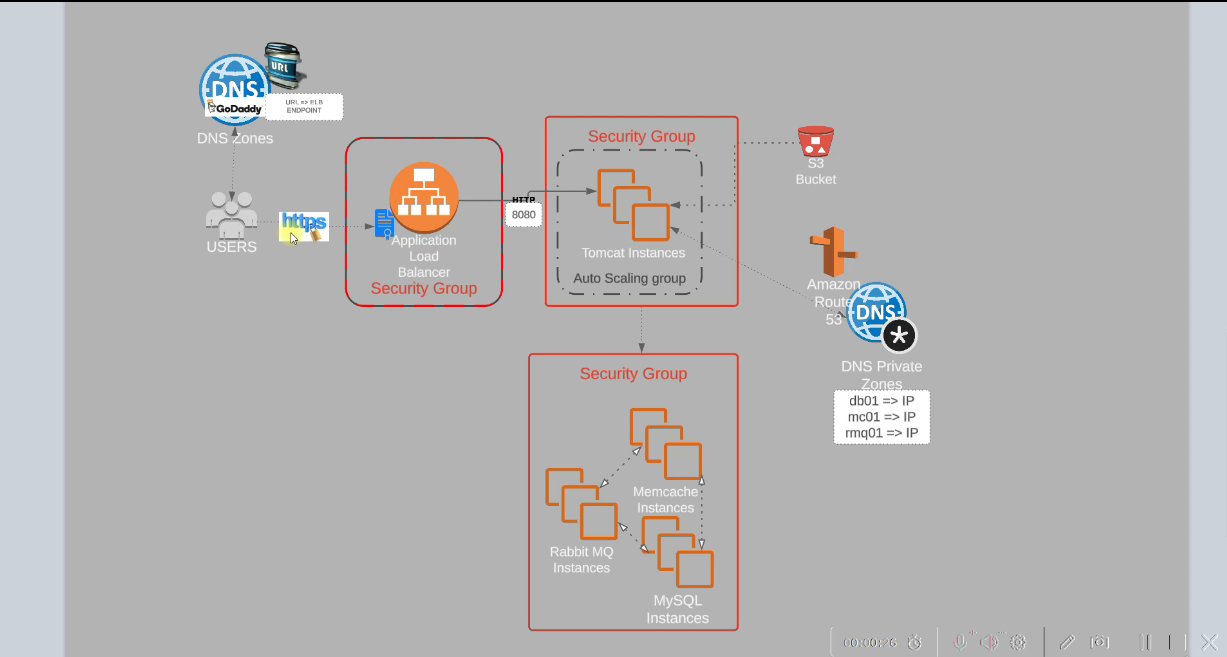 URL
DNS
GoDaddy
URL => ELB
ENDPOINT
DNS Zones
USERS
https
Application
Load
Balancer
Security Group
HTTP
8080
Security Group
Tomcat Instances
Auto Scaling group
S3
Bucket
Amazon
Route
53
DNS
DNS Private
Zones
db01 => IP
mc01 => IP
rmq01 => IP
Security Group
Memcache
Instances
Rabbit MQ
Instances
MySQL
Instances
00:00:26